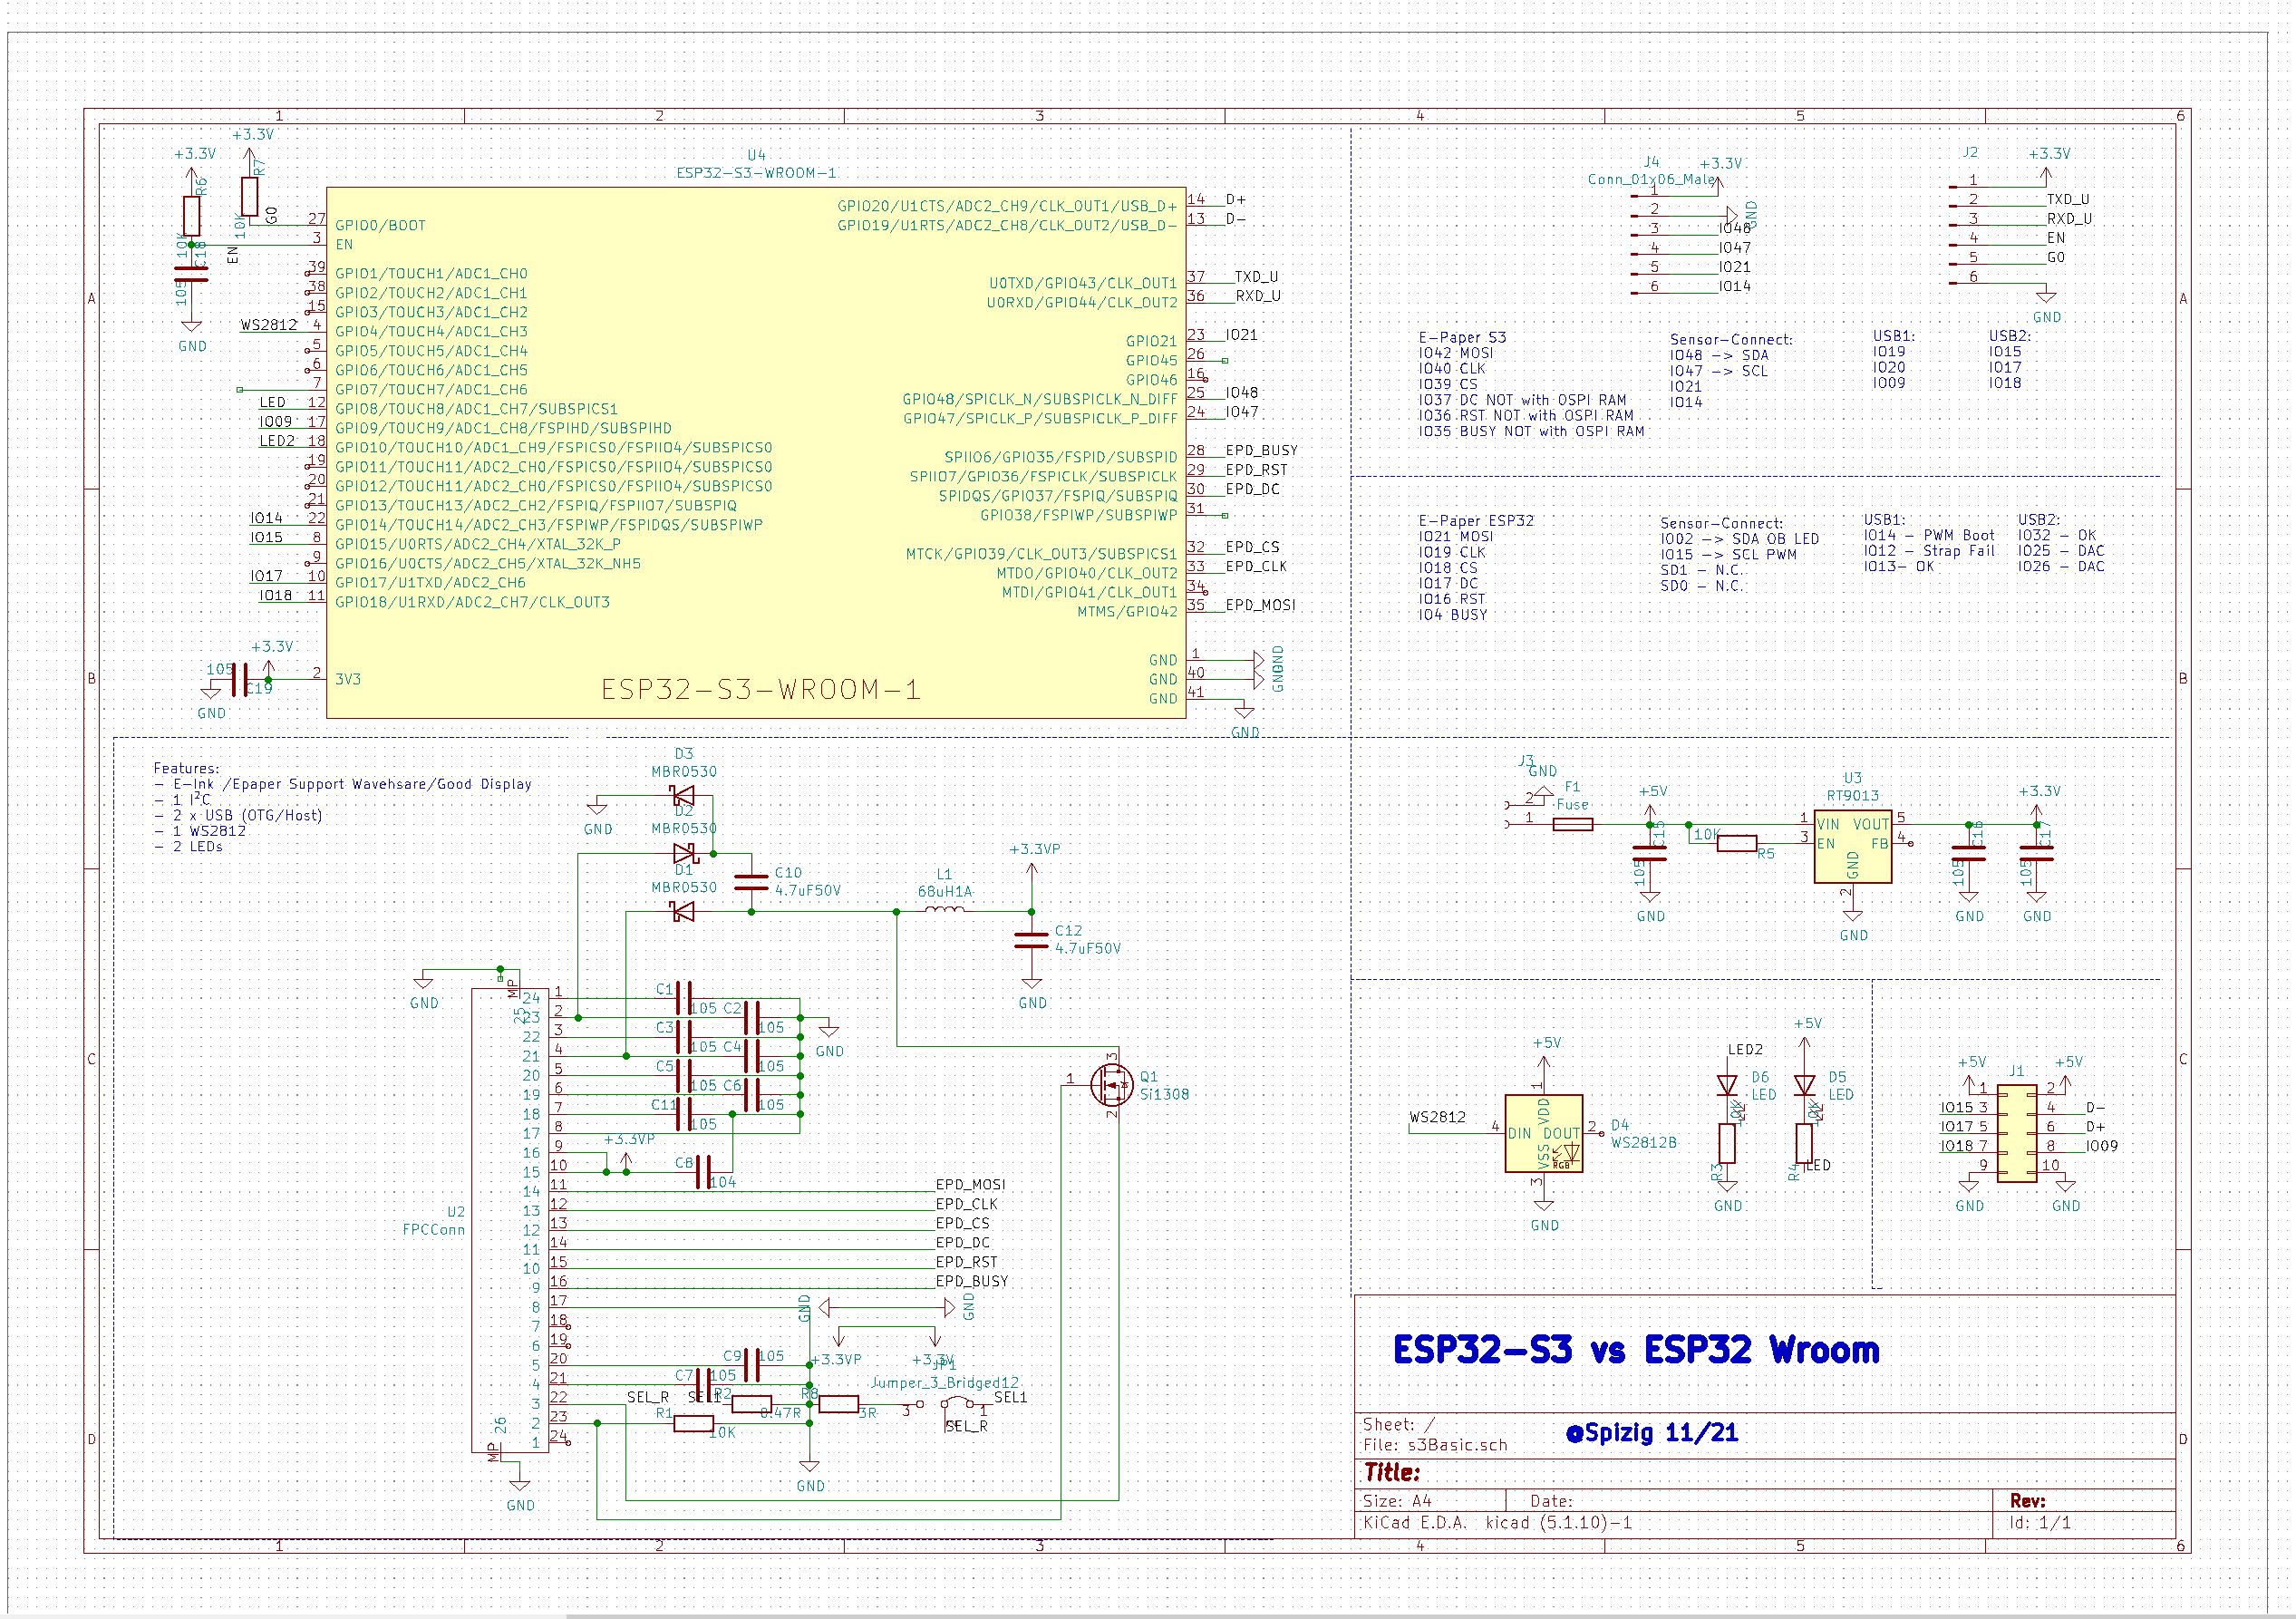 1 2 3 4 5 6
A
B
C
D
+3.3V
+3.3V
R7
R6
10K
10K
G0
EN
C18
105
GND
WS2812
U4
ESP32-S3-WROOM-1
27 GPIO0/BOOT
3 EN
39 GPIO1/TOUCH1/ADC1_CH0
38 GPIO2/TOUCH2/ADC1_CH1
15 GPIO3/TOUCH3/ADC1_CH2
4 GPIO4/TOUCH4/ADC1_CH3
5 GPIO5/TOUCH5/ADC1_CH4
6 GPIO6/TOUCH6/ADC1_CH5
7 GPIO7/TOUCH7/ADC1_CH6
LED 12 GPIO8/TOUCH8/ADC1_CH7/SUBSPICS1
IO09 17 GPIO9/TOUCH9/ADC1_CH8/FSPIHD/SUBSPIHD
LED2 18 GPIO10/TOUCH10/ADC1_CH9/FSPICS0/FSPIIO4/SUBSPICS0
19 GPIO11/TOUCH11/ADC2_CH0/FSPICS0/FSPIIO4/SUBSPICS0
20 GPIO12/TOUCH11/ADC2_CH0/FSPICS0/FSPIIO4/SUBSPICS0
21 GPIO13/TOUCH13/ADC2_CH2/FSPIQ/FSPIIO7/SUBSPIQ
IO14 22 GPIO14/TOUCH14/ADC2_CH3/FSPIWP/FSPIDQS/SUBSPIWP
IO15 8 GPIO15/U0RTS/ADC2_CH4/XTAL_32K_P
9 GPIO16/U0CTS/ADC2_CH5/XTAL_32K_NH5
IO17 10 GPIO17/U1TXD/ADC2_CH6
IO18 11 GPIO18/U1RXD/ADC2_CH7/CLK_OUT3
+3.3V
105
C19
GND
2 3V3
ESP32-S3-WROOM-1
GPIO20/U1CTS/ADC2_CH9/CLK_OUT1/USB_D+ 14 D+
GPIO19/U1RTS/ADC2_CH8/CLK_OUT2/USB_D- 13 D-
U0TXD/GPIO43/CLK_OUT1 37 TXD_U
U0RXD/GPIO44/CLK_OUT2 36 RXD_U
GPIO21 23 IO21
GPIO45 26
GPIO46 16
GPIO48/SPICLK_N/SUBSPICLK_N_DIFF 25 IO48
GPIO47/SPICLK_P/SUBSPICLK_P_DIFF 24 IO47
SPIIO6/GPIO35/FSPID/SUBSPID 28 EPD_BUSY
SPIIO7/GPIO36/FSPICLK/SUBSPICLK 29 EPD_RST
SPIDQS/GPIO37/FSPIQ/SUBSPIQ 30 EPD_DC
GPIO38/FSPIWP/SUBSPIWP 31
MTCK/GPIO39/CLK_OUT3/SUBSPICS1 32 EPD_CS
MTDO/GPIO40/CLK_OUT2 33 EPD_CLK
MTDI/GPIO41/CLK_OUT1 34
MTMS/GPIO42 35 EPD_MOSI
GND 1 GND
GND 40 GND
GND 41
GND
J4
Conn_01x06_Male
+3.3V
1
2 GND
3 IO48
4 IO47
5 IO21
6 IO14
J2
+3.3V
1
2 TXD_U
3 RXD_U
4 EN
5 G0
6
GND
E-Paper S3
IO42 MOSI
IO40 CLK
IO39 CS
IO37 DC NOT with OSPI RAM
IO36 RST NOT with OSPI RAM
IO35 BUSY NOT with OSPI RAM
Sensor-Connect:
IO48 -> SDA
IO47 -> SCL
IO21
IO14
USB1:
IO19
IO20
IO09
USB2:
IO15
IO17
IO18
E-Paper ESP32
IO21 MOSI
IO19 CLK
IO18 CS
IO17 DC
IO16 RST
IO4 BUSY
Sensor-Connect:
IO02 -> SDA OB LED
IO15 -> SCL PWM
SD1 - N.C.
SD0 - N.C.
USB1:
IO14 - PWM Boot
IO12 - Strap Fail
IO13- OK
USB2:
IO32 - OK
IO25 - DAC
IO26 - DAC
Features:
- E-Ink /Epaper Support Wavehsare/Good Display
- 1 I²C
- 2 x USB (OTG/Host)
- 1 WS2812
- 2 LEDs
D3
MBR0530
GND
D2
MBR0530
D1
MBR0530
C10
4.7uF50V
L1
68uH1A
+3.3VP
C12
4.7uF50V
GND
GND
MP
25
24 1
23 2
22 3
21 4
20 5
19 6
18 7
17 8
16 9
15 10
14 11 EPD_MOSI
13 12 EPD_CLK
12 13 EPD_CS
11 14 EPD_DC
10 15 EPD_RST
9 16 EPD_BUSY
8 17
7 18
6 19
5 20
4 21
3 22
2 23
1 24
MP 26
GND
U2
FPCConn
C1 105
C2 105
C3 105
C4 105
C5 105
C6 105
C11 105
GND
+3.3VP
C8 104
3
1
2
Q1
Si1308
GND
GND
+3.3VP
+3.3V
C9 105
C7 105
SEL_R
SEL1
R2
0.47R
R8
3R
R1
10K
GND
JP1
Jumper_3_Bridged12
3 1
SEL1
SEL_R
J3
GND
2
1
F1
Fuse
+5V
C15
105
GND
10K
R5
U3
RT9013
1 VIN VOUT 5
3 EN FB 4
GND
2
GND
C16
105
GND
+3.3V
C17
105
GND
+5V
1
VDD
WS2812 4 DIN DOUT 2
D4
WS2812B
VSS
RGB
3
GND
LED2
D6
LED
10K
R3
GND
+5V
D5
LED
R4
LED
+5V
J1
+5V
1 2
IO15 3 4 D-
IO17 5 6 D+
IO18 7 8 IO09
9 10
GND
GND
ESP32-S3 vs ESP32 Wroom
Sheet: /
File: s3Basic.sch
@Spizig 11/21
Title:
Size: A4 Date: Rev:
KiCad E.D.A. kicad (5.1.10)-1 Id: 1/1
1 2 3 4 5 6